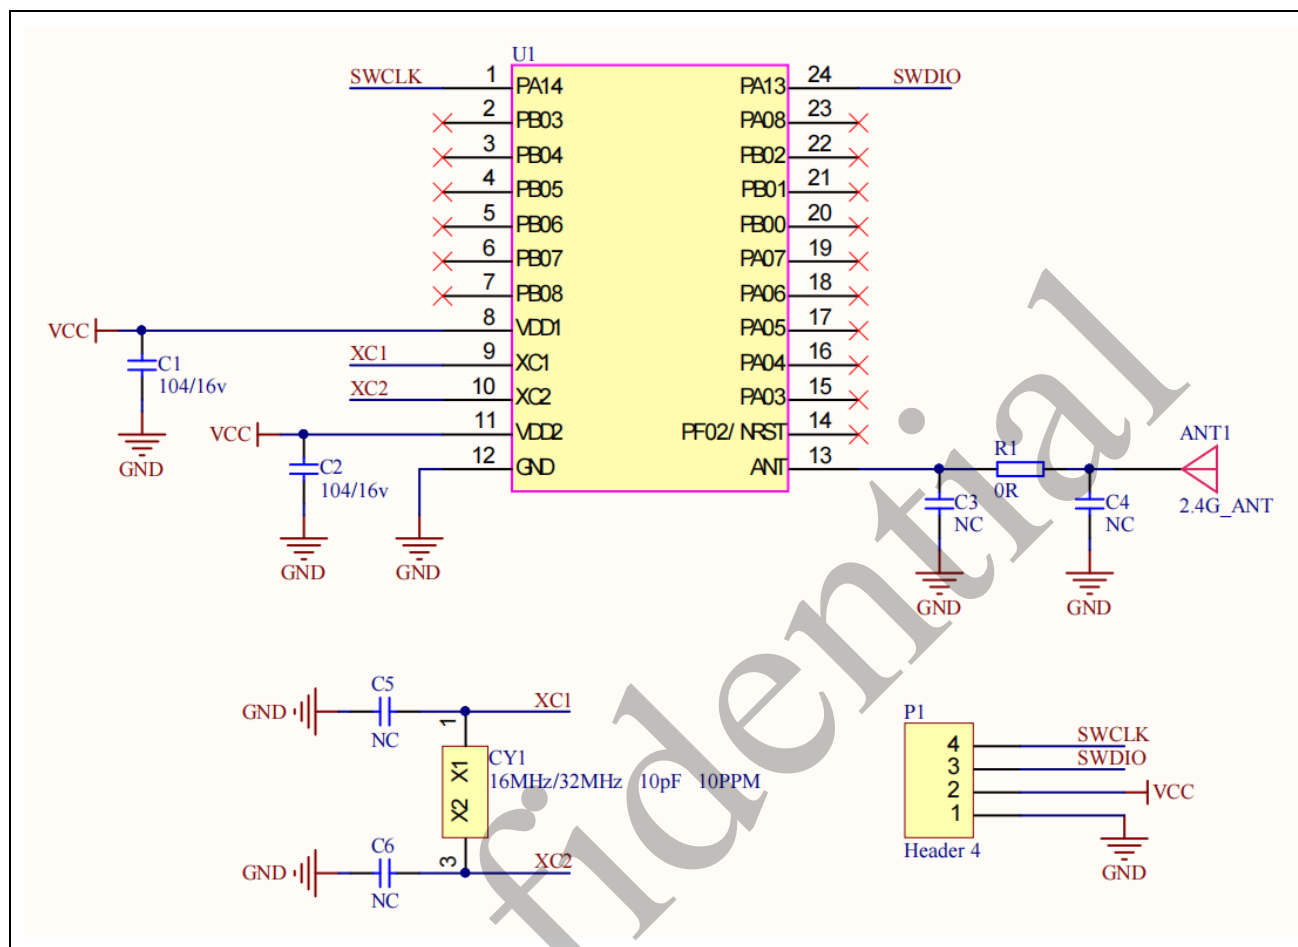 U1
SWCLK 1 PA14 PA13 24 SWDIO
2 PB03 PA08 23
3 PB04 PB02 22
4 PB05 PB01 21
5 PB06 PB00 20
6 PB07 PA07 19
7 PB08 PA06 18
VCC 8 VDD1 PA05 17
XC1 9 XC1 PA04 16
C1
104/16v
XC2 10 XC2 PA03 15
VCC 11 VDD2 PF02/ NRST 14
GND
12 GND ANT 13
C2
104/16v
R1
0R
ANT1
2.4G_ANT
C3
NC
C4
NC
GND
GND
GND
GND
fidential
C5
GND
NC
XC1
1
X1
CY1
16MHz/32MHz 10pF 10PPM
X2
3
C6
GND
NC
XC2
P1
4 SWCLK
3 SWDIO
2 VCC
1
Header 4
GND